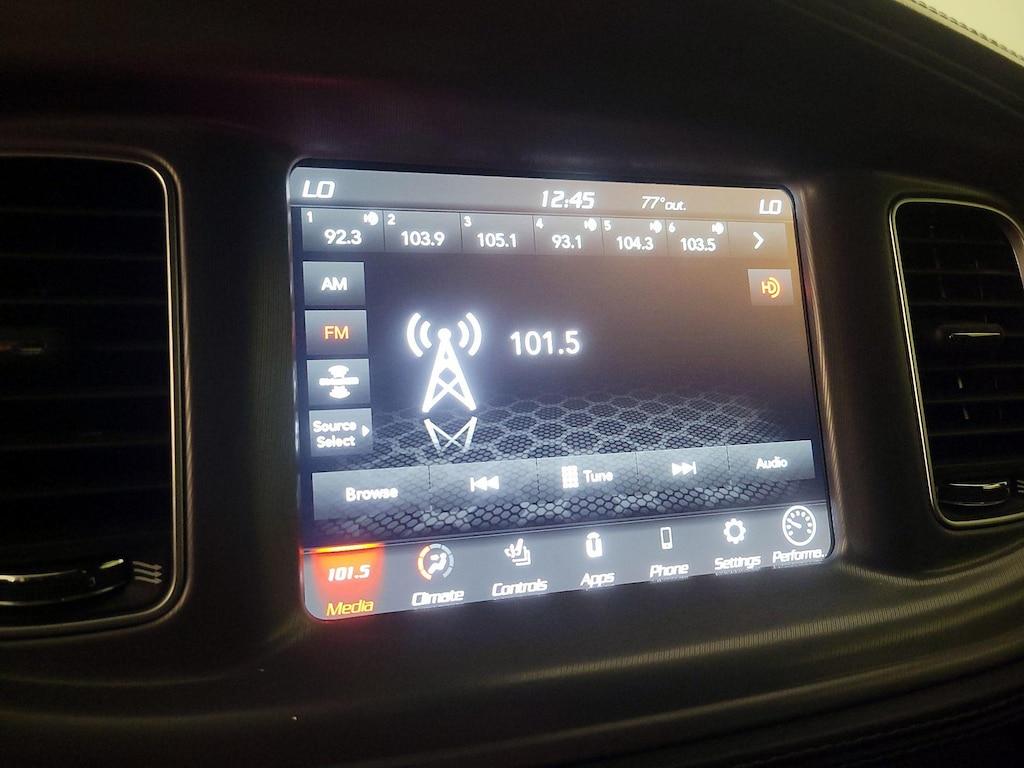 LO 12:45 77°out. LO
1 2 3 4 5 6
92.3 103.9 105.1 93.1 104.3 103.5
AM
HD
FM
101.5
Source
Select
Browse Tune Audio
101.5
Media Climate Controls Apps Phone Settings Performa.